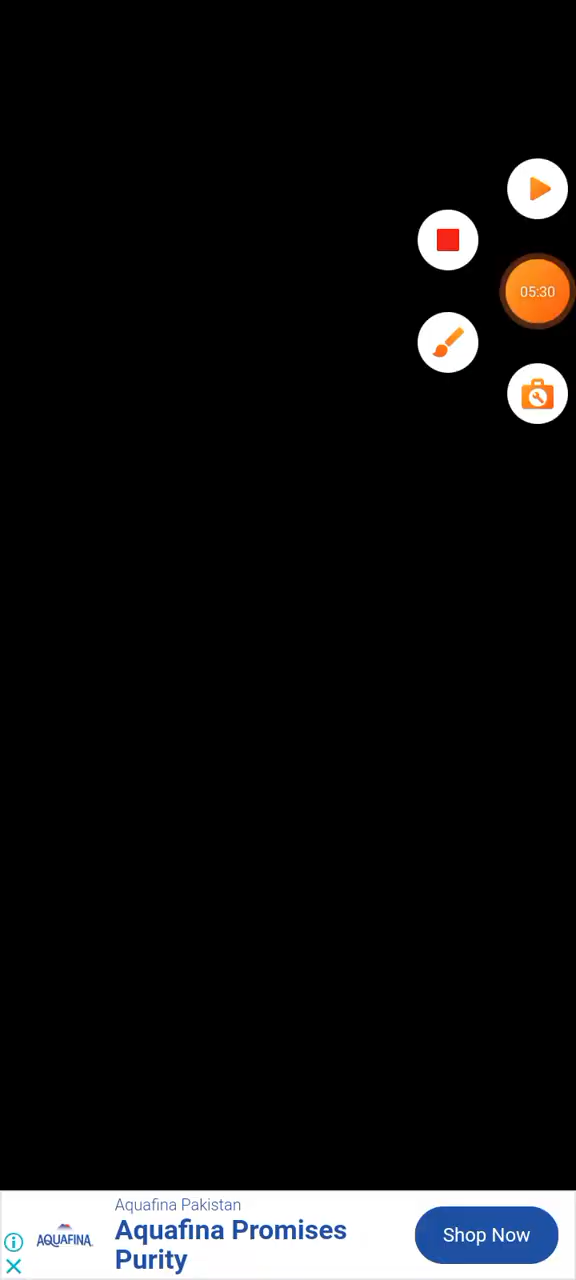 05:30
Aquafina Pakistan
AQUAFINA
Aquafina Promises
Purity
Shop Now